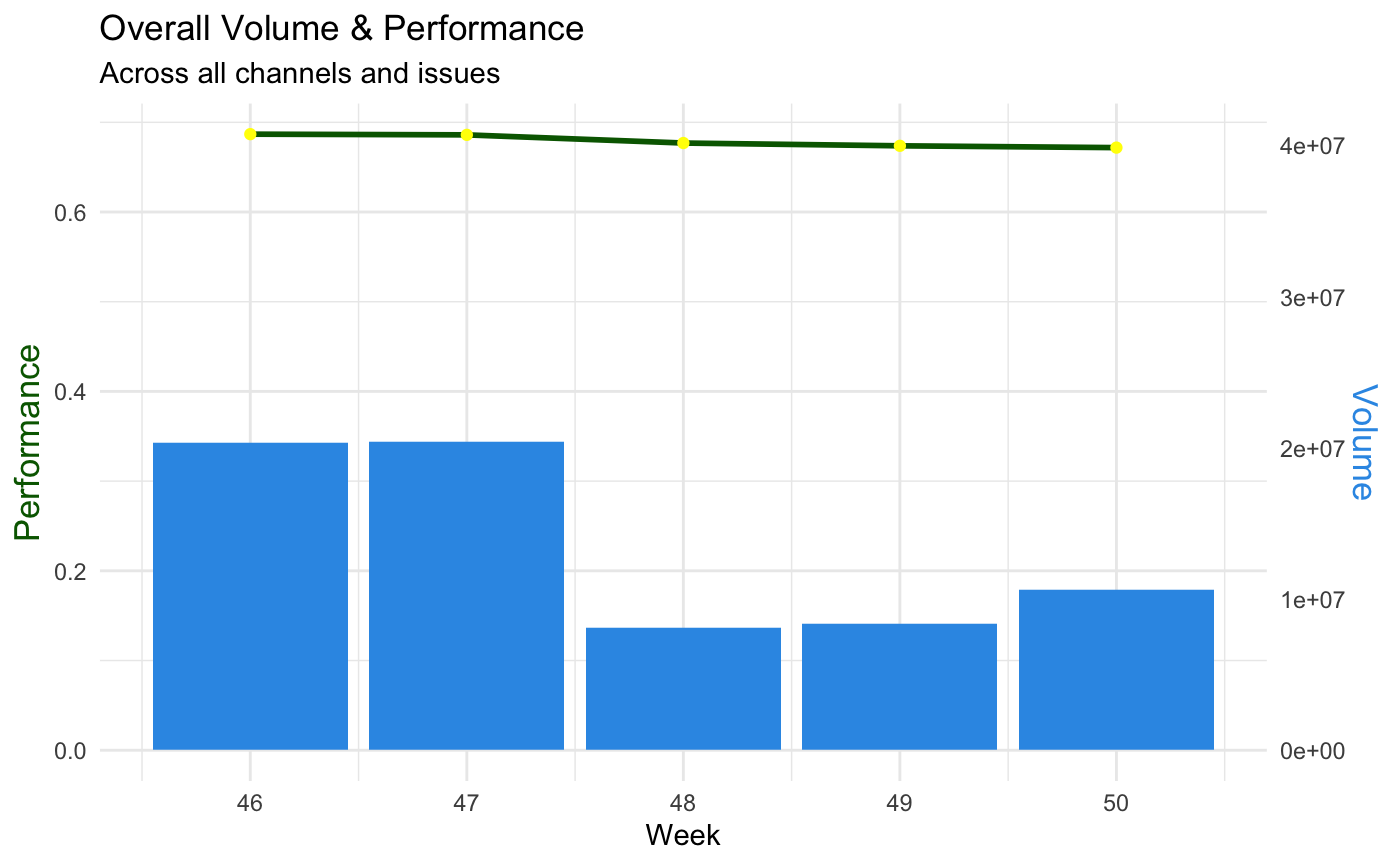 Overall Volume & Performance
Across all channels and issues
Performance
0.6
0.4
0.2
0.0
4e+07
3e+07
2e+07
1e+07
0e+00
Volume
46 47 48 49 50
Week